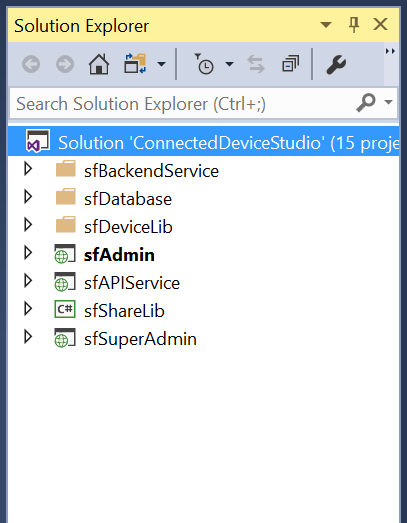 Solution Explorer
Search Solution Explorer (Ctrl+;)
Solution 'ConnectedDeviceStudio' (15 proje
sfBackendService
sfDatabase
sfDeviceLib
sfAdmin
sfAPIService
C# sfShareLib
sfSuperAdmin